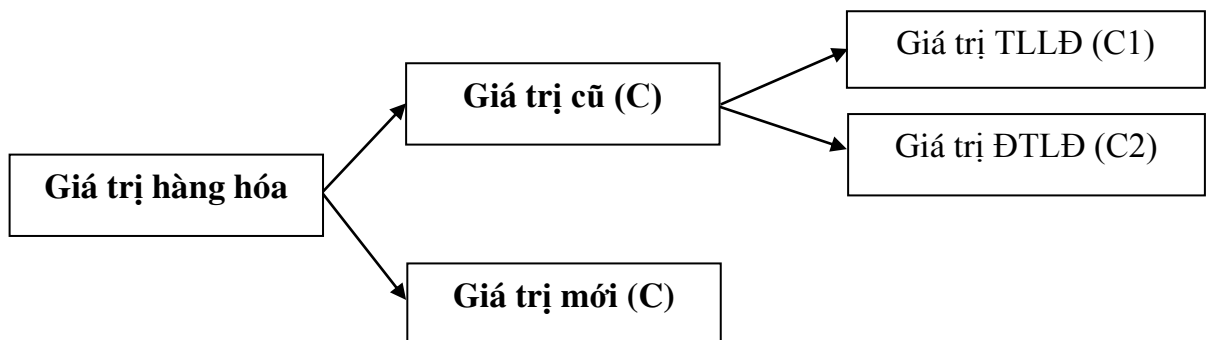 Giá trị TLLĐ (C1)
Giá trị cũ (C)
Giá trị ĐTLĐ (C2)
Giá trị hàng hóa
Giá trị mới (C)